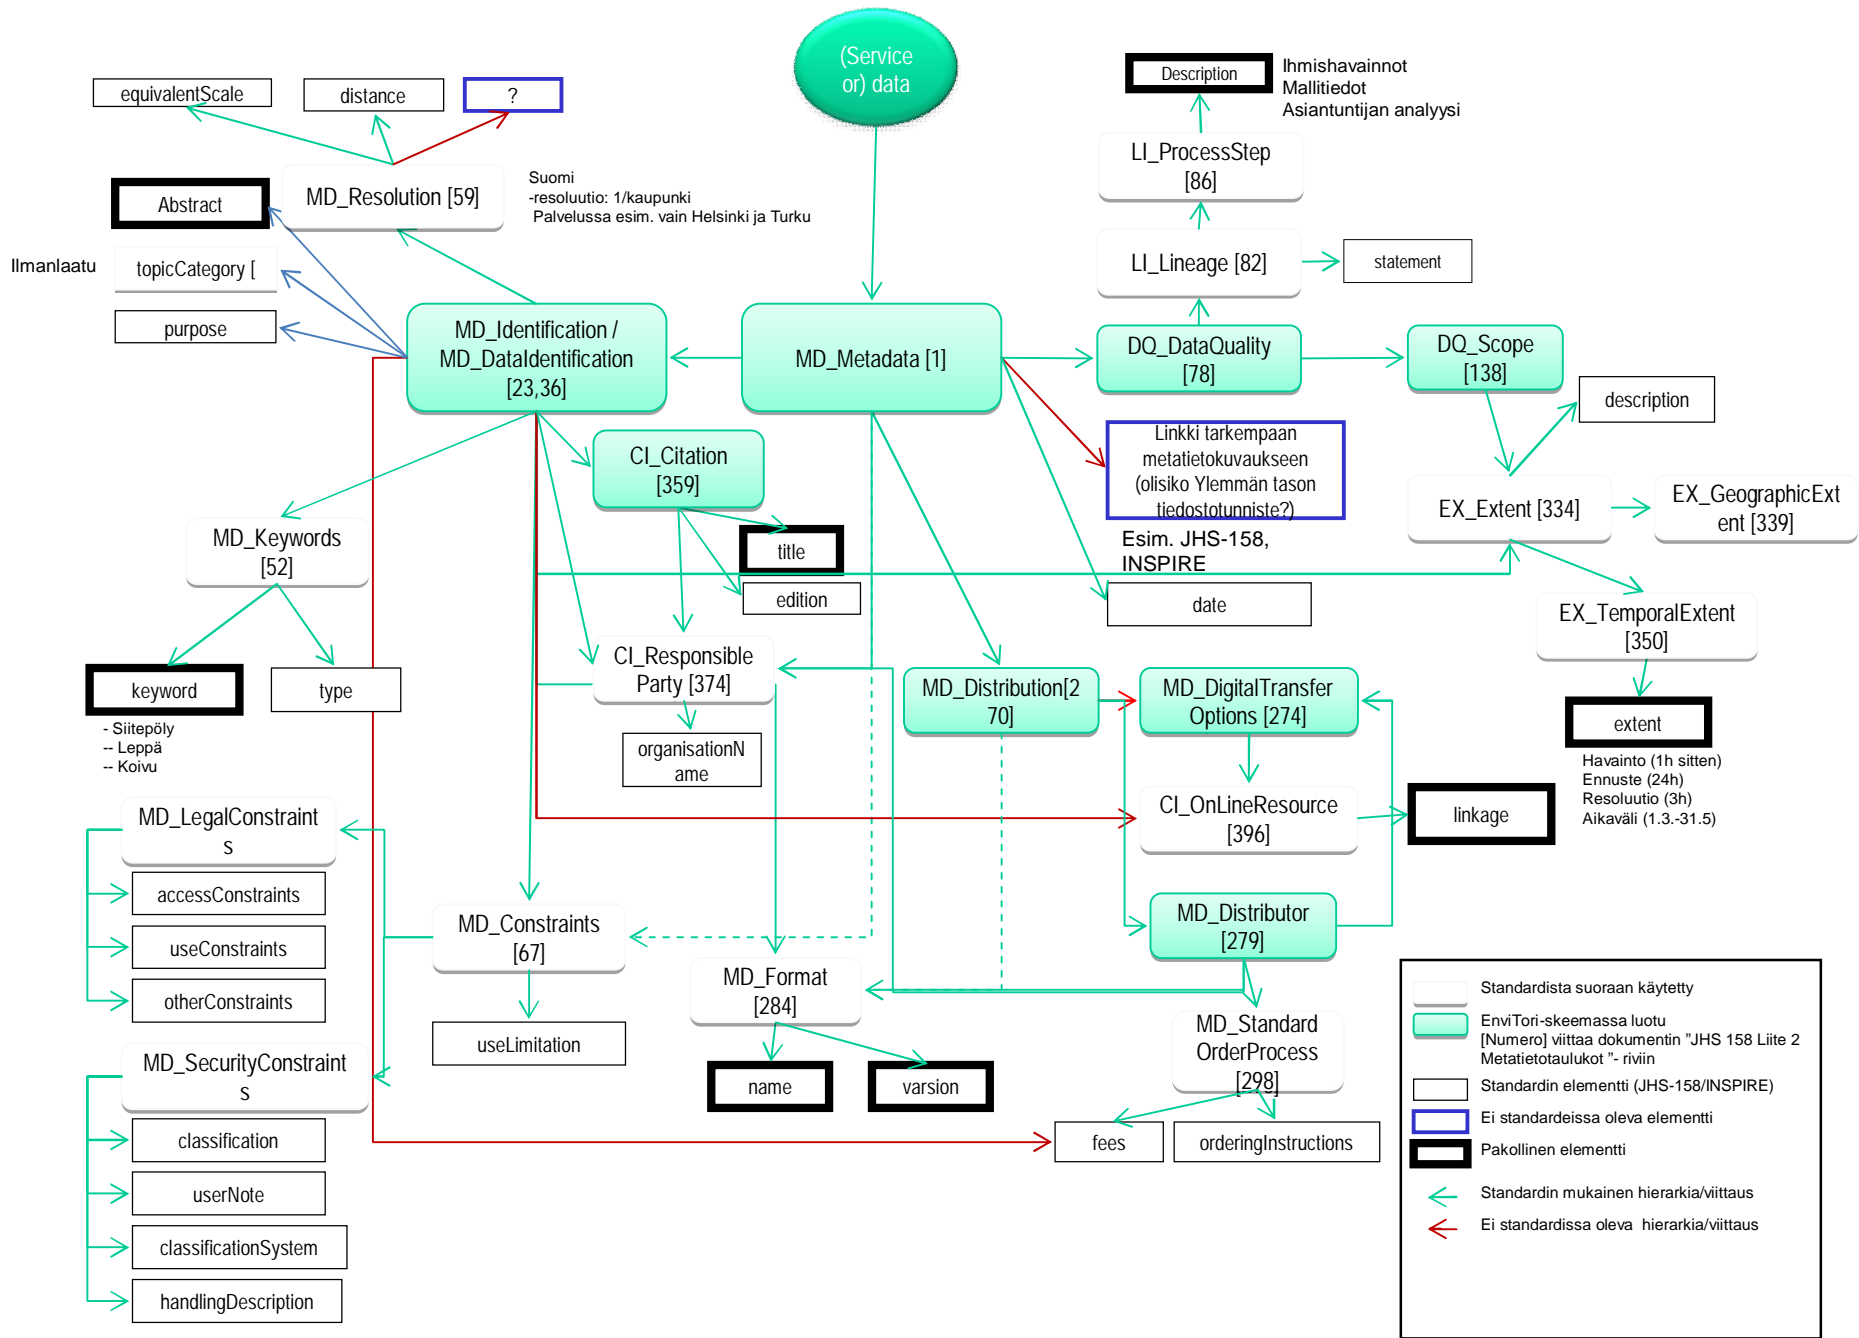 (Service
or) data
equivalentScale
distance
?
Description
Ihmishavainnot
Mallitiedot
Asiantuntijan analyysi
LI_ProcessStep
[86]
MD_Resolution [59]
Suomi
-resoluutio: 1/kaupunki
Palvelussa esim. vain Helsinki ja Turku
Abstract
Ilmanlaatu
topicCategory [
purpose
LI_Lineage [82]
statement
MD_Identification /
MD_DataIdentification
[23,36]
MD_Metadata [1]
DQ_DataQuality
[78]
DQ_Scope
[138]
description
CI_Citation
[359]
Linkki tarkempaan
metatietokuvaukseen
(olisiko Ylemmän tason
tiedostotunniste?)
Esim. JHS-158,
INSPIRE
EX_Extent [334]
EX_GeographicExt
ent [339]
MD_Keywords
[52]
title
edition
date
EX_TemporalExtent
[350]
CI_Responsible
Party [374]
keyword
type
- Siitepöly
-- Leppä
-- Koivu
organisationN
ame
MD_Distribution[2
70]
MD_DigitalTransfer
Options [274]
extent
Havainto (1h sitten)
Ennuste (24h)
Resoluutio (3h)
Aikaväli (1.3.-31.5)
CI_OnLineResource
[396]
linkage
MD_LegalConstraint
s
accessConstraints
useConstraints
otherConstraints
MD_Constraints
[67]
useLimitation
MD_Format
[284]
name
varsion
MD_Distributor
[279]
MD_Standard
OrderProcess
[298]
fees
orderingInstructions
MD_SecurityConstraint
s
classification
userNote
classificationSystem
handlingDescription
Standardista suoraan käytetty
EnviTori-skeemassa luotu
[Numero] viittaa dokumentin "JHS 158 Liite 2
Metatietotaulukot "- riviin
Standardin elementti (JHS-158/INSPIRE)
Ei standardeissa oleva elementti
Pakollinen elementti
Standardin mukainen hierarkia/viittaus
Ei standardissa oleva hierarkia/viittaus